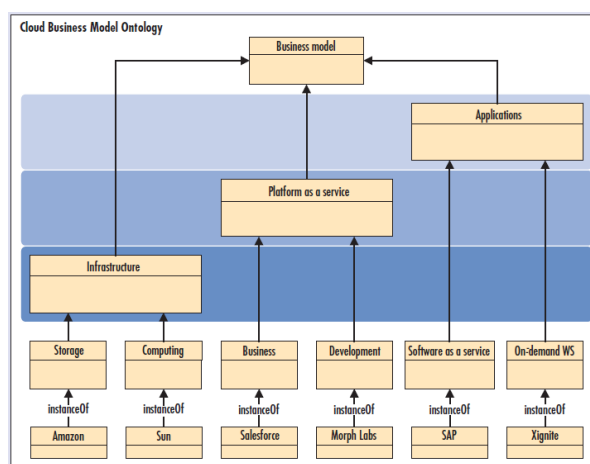 Cloud Business Model Ontology
Business model
Applications
Platform as a service
Infrastructure
Storage
Computing
Business
Development
Software as a service
On-demand WS
instanceOf
instanceOf
instanceOf
instanceOf
instanceOf
instanceOf
Amazon
Sun
Salesforce
Morph Labs
SAP
Xignite